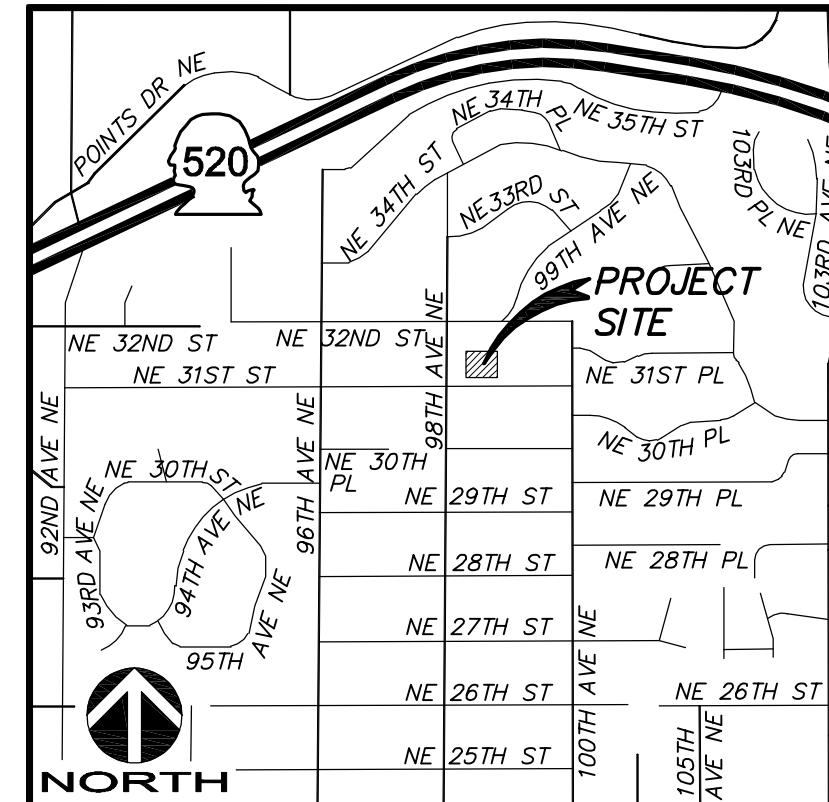 POINTS DR NE
520
NE 34TH PL
NE 35TH ST
NE 34TH ST
NE 33RD ST
99TH AVE NE
103RD PL NE
103RD AVE NE
PROJECT
SITE
NE 32ND ST
NE 32ND ST
98TH AVE NE
NE 31ST ST
NE 31ST PL
92ND AVE NE
96TH AVE NE
NE 30TH ST
NE 30TH
PL
NE 30TH PL
93RD AVE NE
94TH AVE NE
NE 29TH ST
NE 29TH PL
NE 28TH ST
NE 28TH PL
95TH
AVE NE
NE 27TH ST
100TH AVE NE
NE 26TH ST
NE 26TH ST
105TH
AVE NE
NE 25TH ST
NORTH